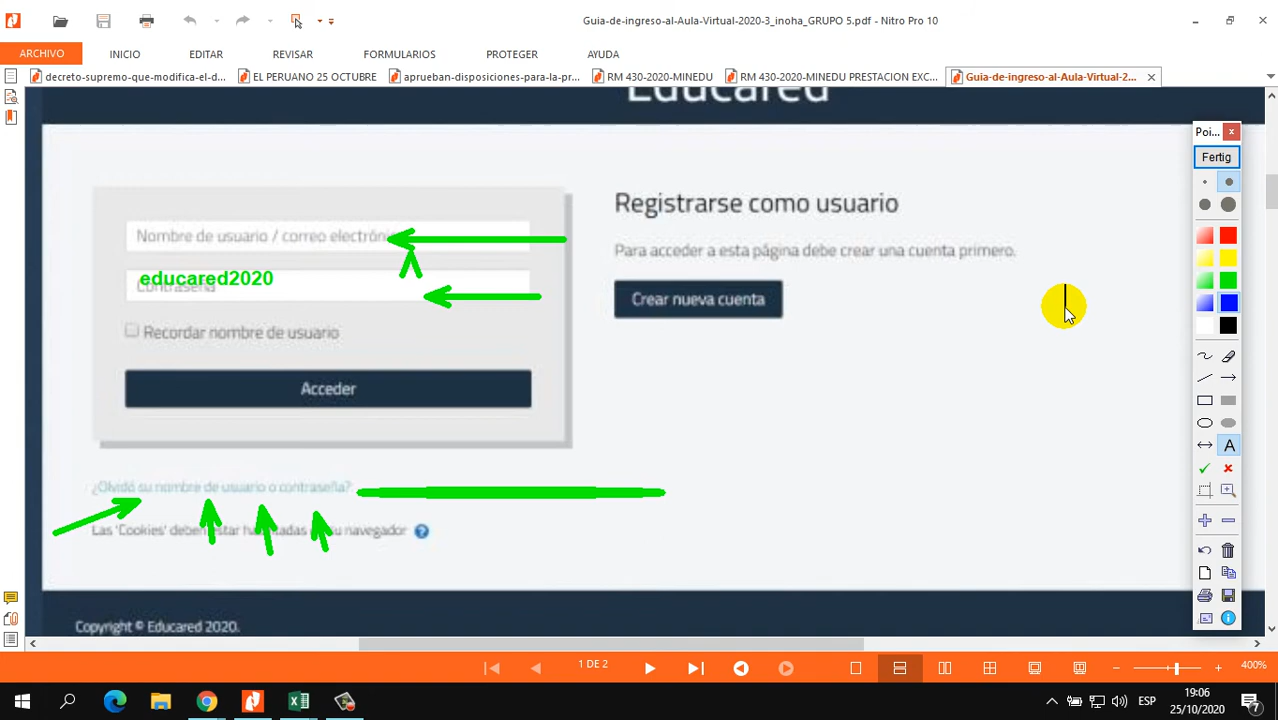 Guia-de-ingreso-al-Aula-Virtual-2020-3_inoha_GRUPO 5.pdf - Nitro Pro 10
ARCHIVO INICIO EDITAR REVISAR FORMULARIOS PROTEGER AYUDA
decreto-supremo-que-modifica-el-d... EL PERUANO 25 OCTUBRE aprueban-disposiciones-para-la-pr... RM 430-2020-MINEDU RM 430-2020-MINEDU PRESTACION EXC... Guia-de-ingreso-al-Aula-Virtual-2...
Educared
Poi...
Fertig
Registrarse como usuario
Nombre de usuario / correo electrónico
Para acceder a esta página debe crear una cuenta primero.
educared2020
Contraseña
Crear nueva cuenta
Recordar nombre de usuario
Acceder
A
¿Olvidó su nombre de usuario o contraseña?
Las 'Cookies' deben estar habilitadas en su navegador
Copyright © Educared 2020.
1 DE 2
400%
ESP
19:06
25/10/2020
7